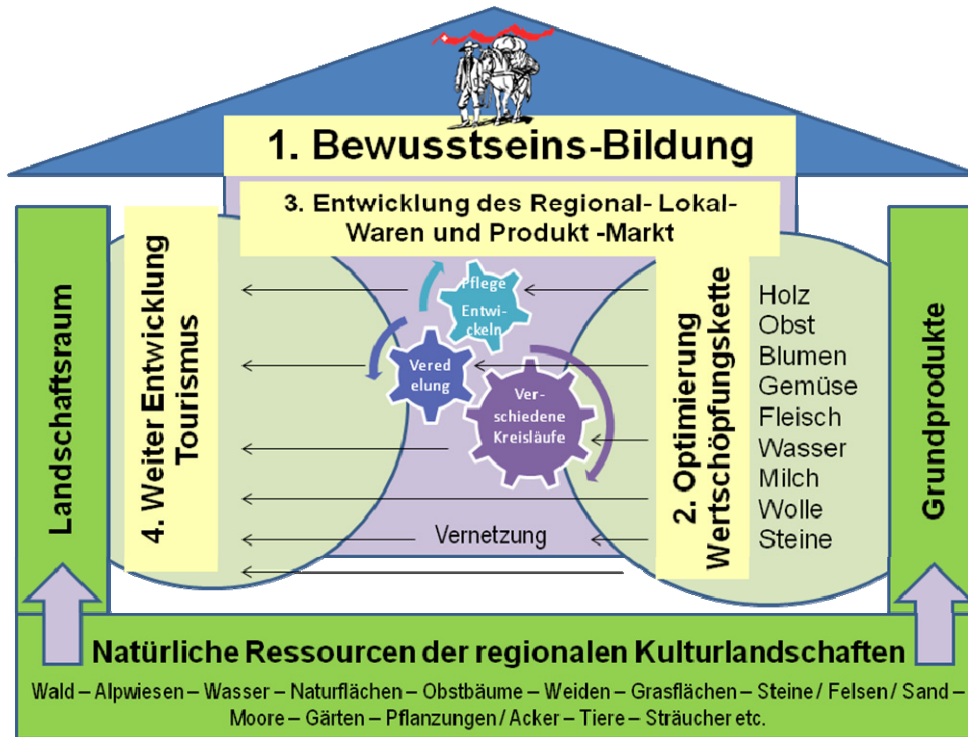 1. Bewusstseins-Bildung
3. Entwicklung des Regional- Lokal-
Waren und Produkt -Markt
Landschaftsraum
4. Weiter Entwicklung
Tourismus
Pflege
Entwi-
ckeln
Vered
elung
Ver-
schiedene
Kreisläufe
Vernetzung
2. Optimierung
Wertschöpfungskette
Holz
Obst
Blumen
Gemüse
Fleisch
Wasser
Milch
Wolle
Steine
Grundprodukte
Natürliche Ressourcen der regionalen Kulturlandschaften
Wald – Alpwiesen – Wasser – Naturflächen – Obstbäume – Weiden – Grasflächen – Steine / Felsen / Sand –
Moore – Gärten – Pflanzungen / Acker – Tiere – Sträucher etc.